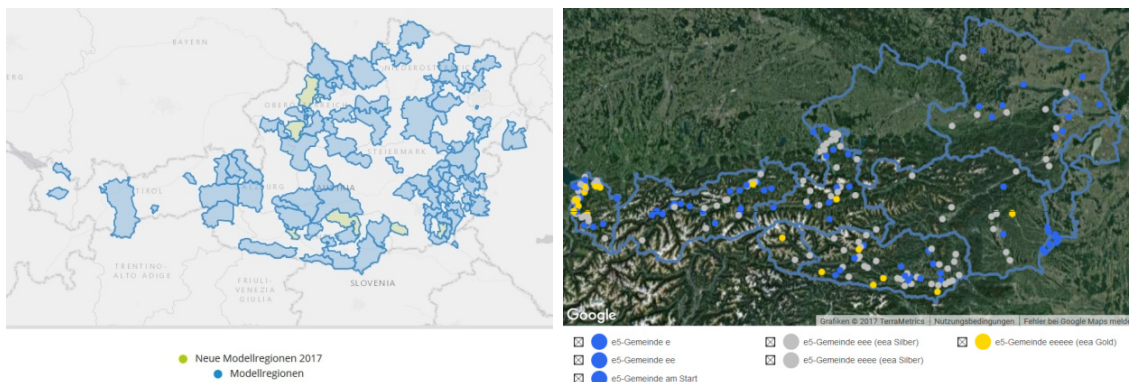 BAYERN
NIEDERÖSTERREICH
OBERÖSTERREICH
STEIERMARK
TIROL
SALZBURG
AUSTRIA
TRENTINO-
ALTO ADIGE
FRIULI-
VENEZIA
GIULIA
SLOVENIA
Neue Modellregionen 2017
Modellregionen
Google
Grafiken © 2017 TerraMetrics Nutzungsbedingungen Fehler bei Google Maps melde
e5-Gemeinde e e5-Gemeinde eee (eea Silber) e5-Gemeinde eeeee (eea Gold)
e5-Gemeinde ee e5-Gemeinde eeee (eea Silber)
e5-Gemeinde am Start